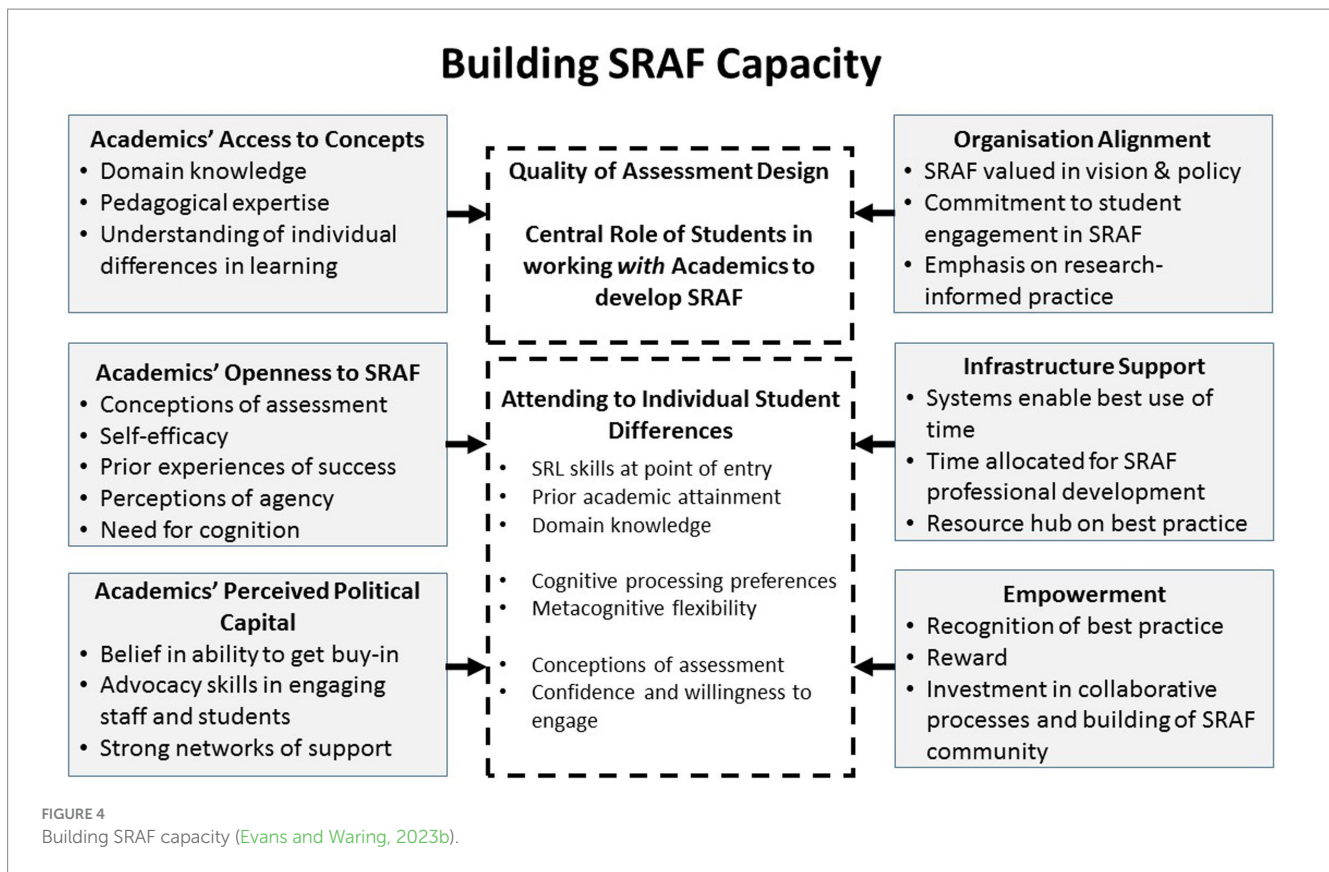 Building SRAF Capacity
Academics' Access to Concepts
• Domain knowledge
• Pedagogical expertise
• Understanding of individual
differences in learning
Academics' Openness to SRAF
• Conceptions of assessment
• Self-efficacy
• Prior experiences of success
• Perceptions of agency
• Need for cognition
Academics' Perceived Political
Capital
• Belief in ability to get buy-in
• Advocacy skills in engaging
staff and students
• Strong networks of support
Quality of Assessment Design
Central Role of Students in
working with Academics to
develop SRAF
Attending to Individual Student
Differences
• SRL skills at point of entry
• Prior academic attainment
• Domain knowledge
• Cognitive processing preferences
• Metacognitive flexibility
• Conceptions of assessment
• Confidence and willingness to
engage
Organisation Alignment
• SRAF valued in vision & policy
• Commitment to student
engagement in SRAF
• Emphasis on research-
informed practice
Infrastructure Support
• Systems enable best use of
time
• Time allocated for SRAF
professional development
• Resource hub on best practice
Empowerment
• Recognition of best practice
• Reward
• Investment in collaborative
processes and building of SRAF
community
FIGURE 4
Building SRAF capacity (Evans and Waring, 2023b).